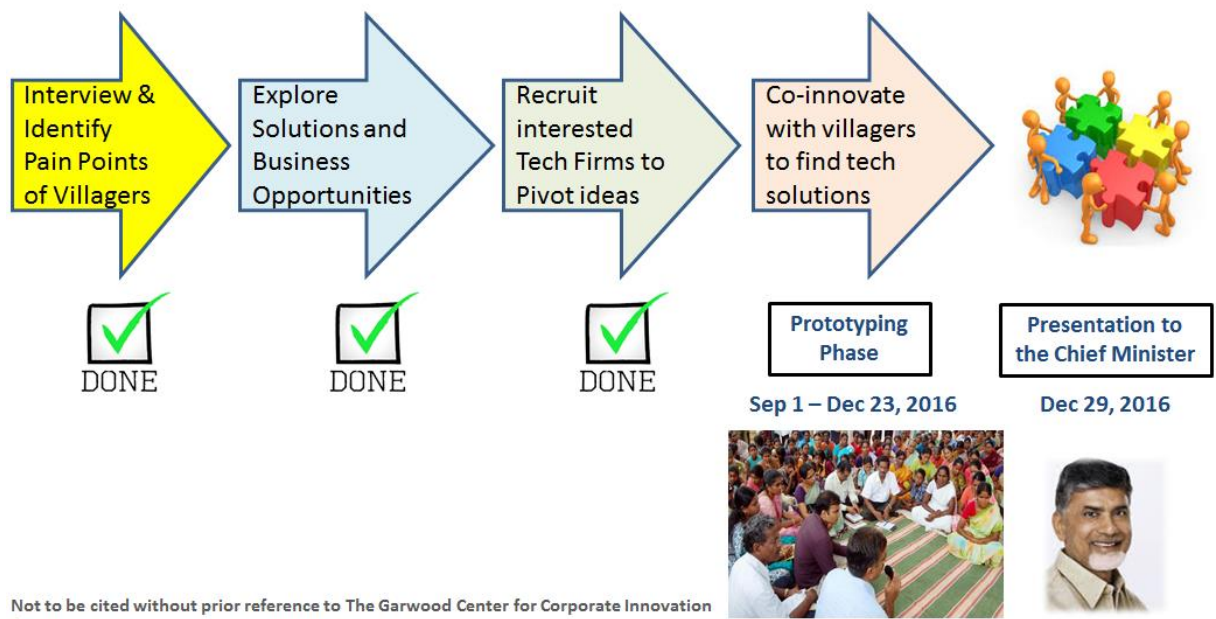 Interview &
Identify
Pain Points
of Villagers
Explore
Solutions and
Business
Opportunities
Recruit
interested
Tech Firms to
Pivot ideas
Co-innovate
with villagers
to find tech
solutions
DONE
DONE
DONE
Prototyping
Phase
Presentation to
the Chief Minister
Sep 1 – Dec 23, 2016
Dec 29, 2016
Not to be cited without prior reference to The Garwood Center for Corporate Innovation